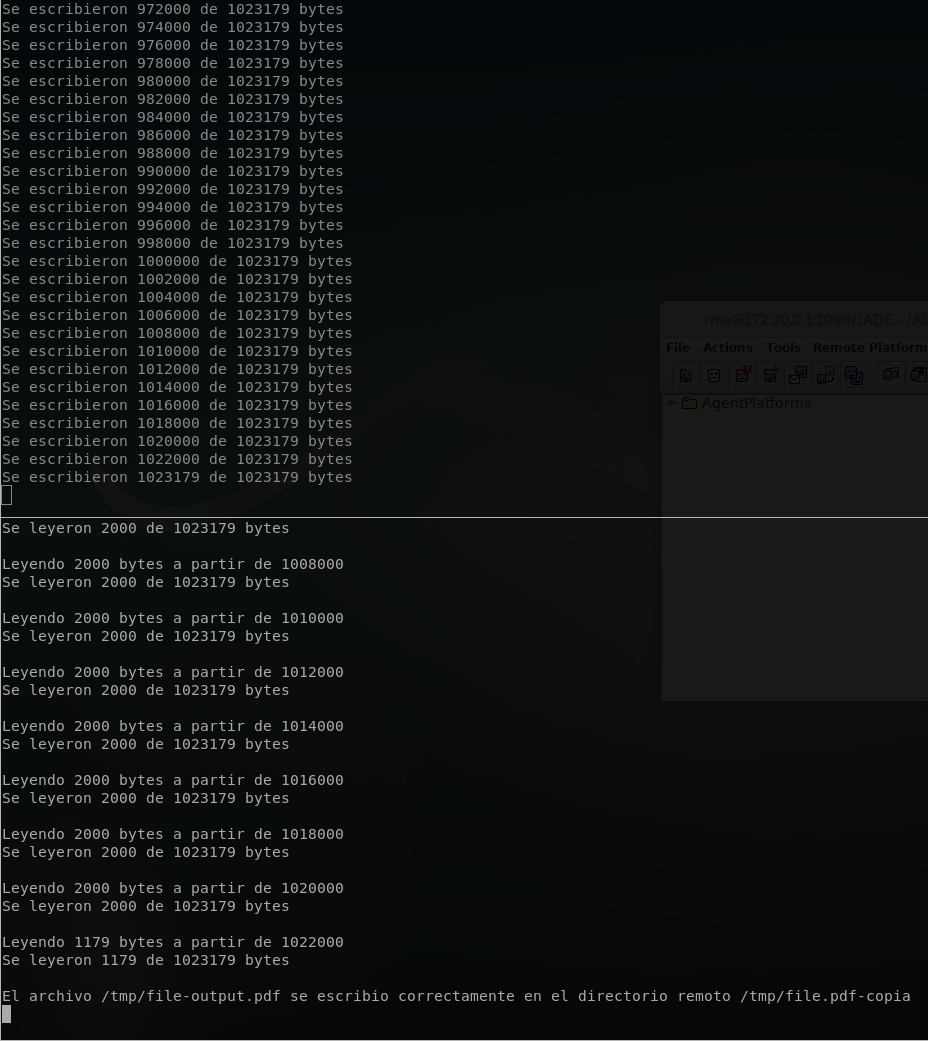 Se escribieron 972000 de 1023179 bytes
Se escribieron 974000 de 1023179 bytes
Se escribieron 976000 de 1023179 bytes
Se escribieron 978000 de 1023179 bytes
Se escribieron 980000 de 1023179 bytes
Se escribieron 982000 de 1023179 bytes
Se escribieron 984000 de 1023179 bytes
Se escribieron 986000 de 1023179 bytes
Se escribieron 988000 de 1023179 bytes
Se escribieron 990000 de 1023179 bytes
Se escribieron 992000 de 1023179 bytes
Se escribieron 994000 de 1023179 bytes
Se escribieron 996000 de 1023179 bytes
Se escribieron 998000 de 1023179 bytes
Se escribieron 1000000 de 1023179 bytes
Se escribieron 1002000 de 1023179 bytes
Se escribieron 1004000 de 1023179 bytes
Se escribieron 1006000 de 1023179 bytes
Se escribieron 1008000 de 1023179 bytes
Se escribieron 1010000 de 1023179 bytes
Se escribieron 1012000 de 1023179 bytes
Se escribieron 1014000 de 1023179 bytes
Se escribieron 1016000 de 1023179 bytes
Se escribieron 1018000 de 1023179 bytes
Se escribieron 1020000 de 1023179 bytes
Se escribieron 1022000 de 1023179 bytes
Se escribieron 1023179 de 1023179 bytes
rma@172.20.0.1:1099/JADE - JAD
File Actions Tools Remote Platform
AgentPlatforms
Se leyeron 2000 de 1023179 bytes
Leyendo 2000 bytes a partir de 1008000
Se leyeron 2000 de 1023179 bytes
Leyendo 2000 bytes a partir de 1010000
Se leyeron 2000 de 1023179 bytes
Leyendo 2000 bytes a partir de 1012000
Se leyeron 2000 de 1023179 bytes
Leyendo 2000 bytes a partir de 1014000
Se leyeron 2000 de 1023179 bytes
Leyendo 2000 bytes a partir de 1016000
Se leyeron 2000 de 1023179 bytes
Leyendo 2000 bytes a partir de 1018000
Se leyeron 2000 de 1023179 bytes
Leyendo 2000 bytes a partir de 1020000
Se leyeron 2000 de 1023179 bytes
Leyendo 1179 bytes a partir de 1022000
Se leyeron 1179 de 1023179 bytes
El archivo /tmp/file-output.pdf se escribio correctamente en el directorio remoto /tmp/file.pdf-copia